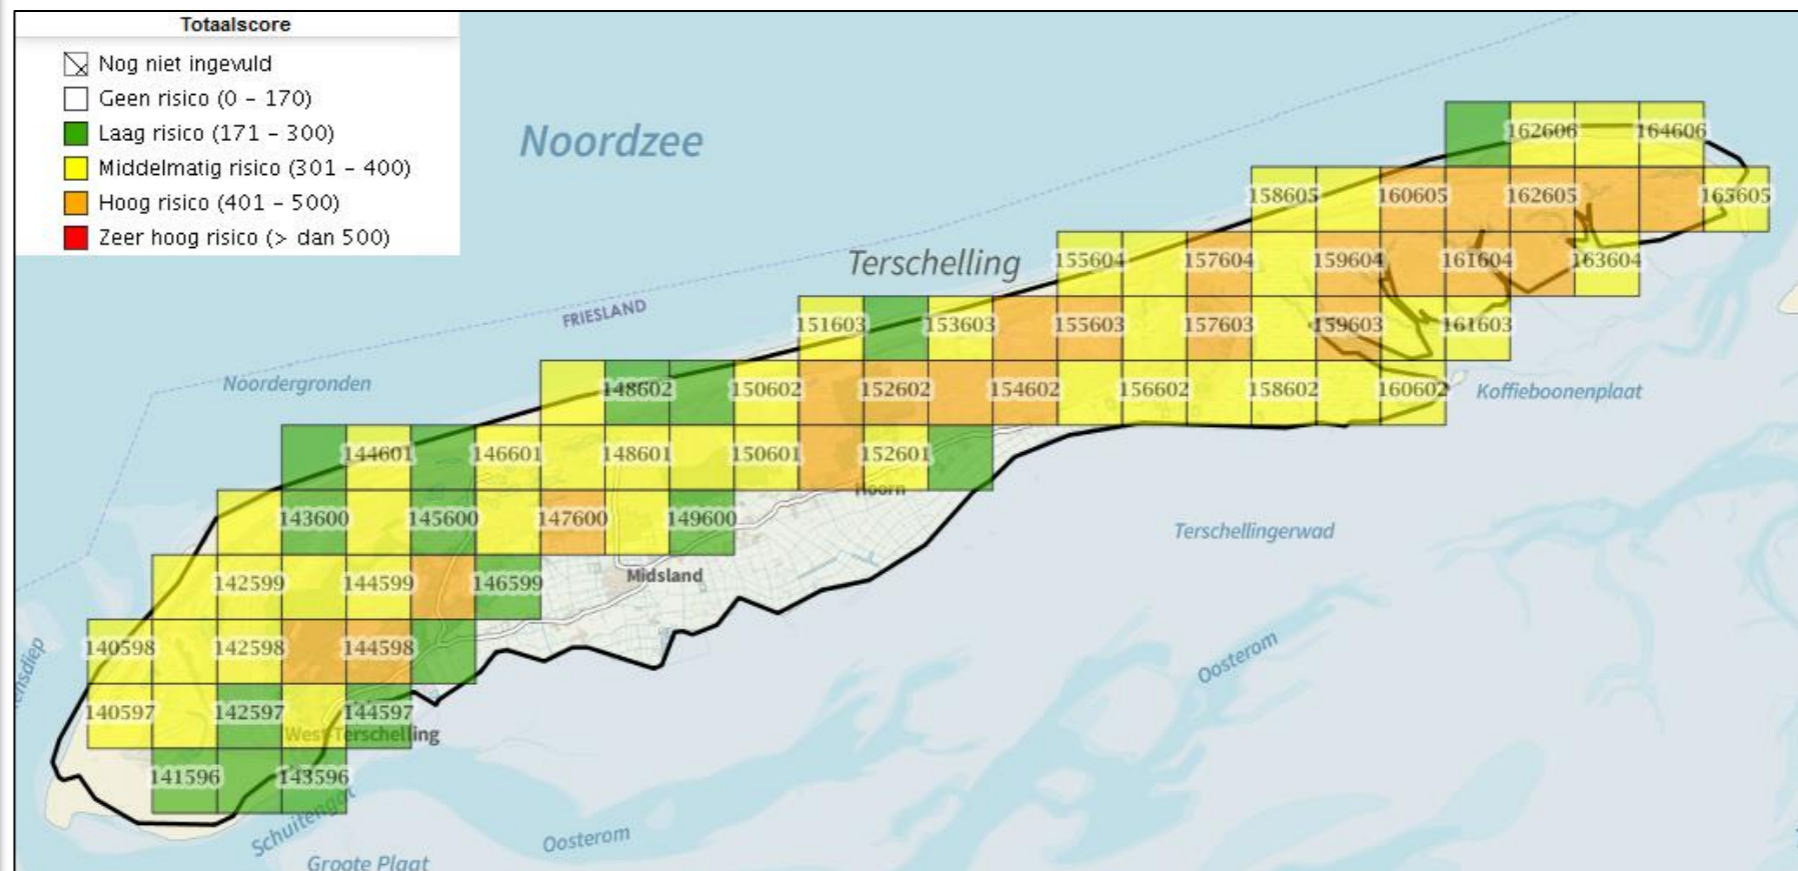 Totaalscore
Nog niet ingevuld
Geen risico (0 - 170)
Laag risico (171 - 300)
Middelmatig risico (301 - 400)
Hoog risico (401 - 500)
Zeer hoog risico (> dan 500)
Noordzee
162606 164606
158605 160605 162605 165605
Terschelling
155604 157604 159604 161604 163604
FRIESLAND
151603 153603 155603 157603 159603 161603
Noordergronden
148602 150602 152602 154602 156602 158602 160602
Koffieboonenplaat
144601 146601 148601 150601 152601
Hoorn
143600 145600 147600 149600
Terschellingerwad
142599 144599 146599
Midsland
140598 142598 144598
Oosterom
140597 142597 144597
West-Terschelling
141596 143596
Schuitengat
Oosterom
Groote Plaat